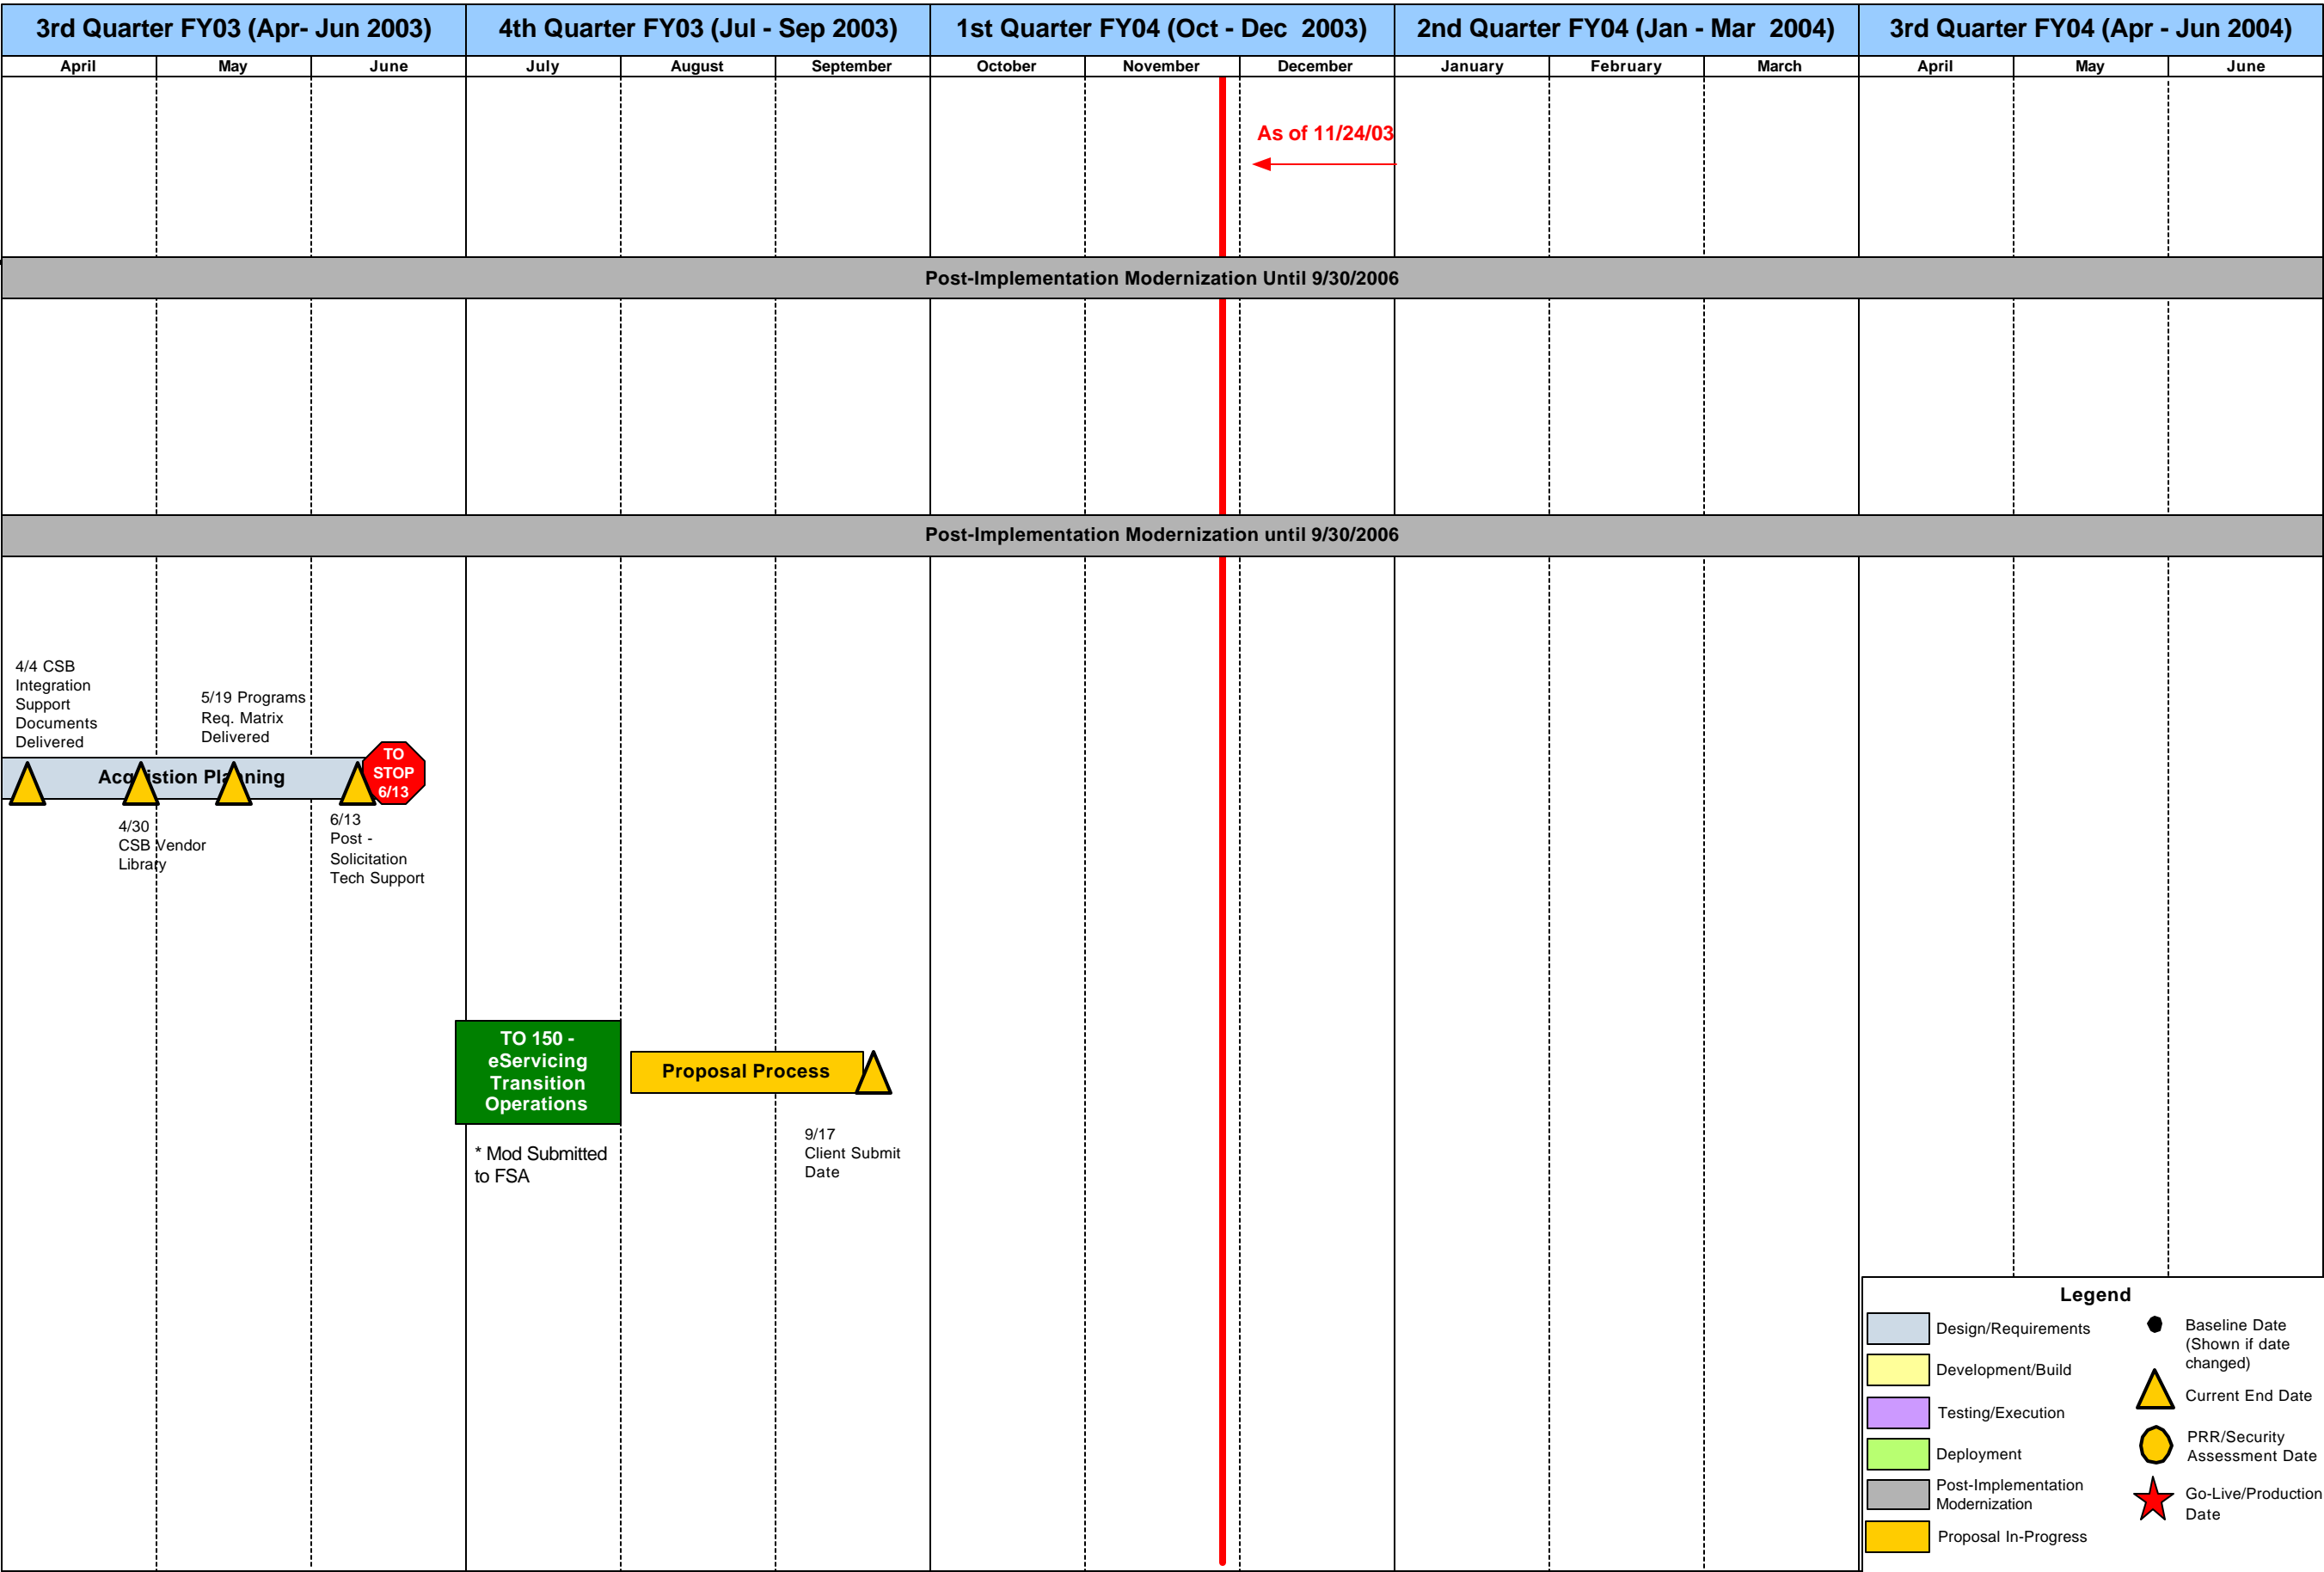 3rd Quarter FY03 (Apr- Jun 2003)
4th Quarter FY03 (Jul - Sep 2003)
1st Quarter FY04 (Oct - Dec 2003)
2nd Quarter FY04 (Jan - Mar 2004)
3rd Quarter FY04 (Apr - Jun 2004)
April
May
June
July
August
September
October
November
December
January
February
March
April
May
June
As of 11/24/03
Post-Implementation Modernization Until 9/30/2006
Post-Implementation Modernization until 9/30/2006
4/4 CSB
Integration
Support
Documents
Delivered
5/19 Programs
Req. Matrix
Delivered
Acquistion Planning
TO
STOP
6/13
4/30
CSB Vendor
Library
6/13
Post -
Solicitation
Tech Support
TO 150 -
eServicing
Transition
Operations
Proposal Process
* Mod Submitted
to FSA
9/17
Client Submit
Date
Legend
Design/Requirements
Development/Build
Testing/Execution
Deployment
Post-Implementation
Modernization
Proposal In-Progress
Baseline Date
(Shown if date
changed)
Current End Date
PRR/Security
Assessment Date
Go-Live/Production
Date